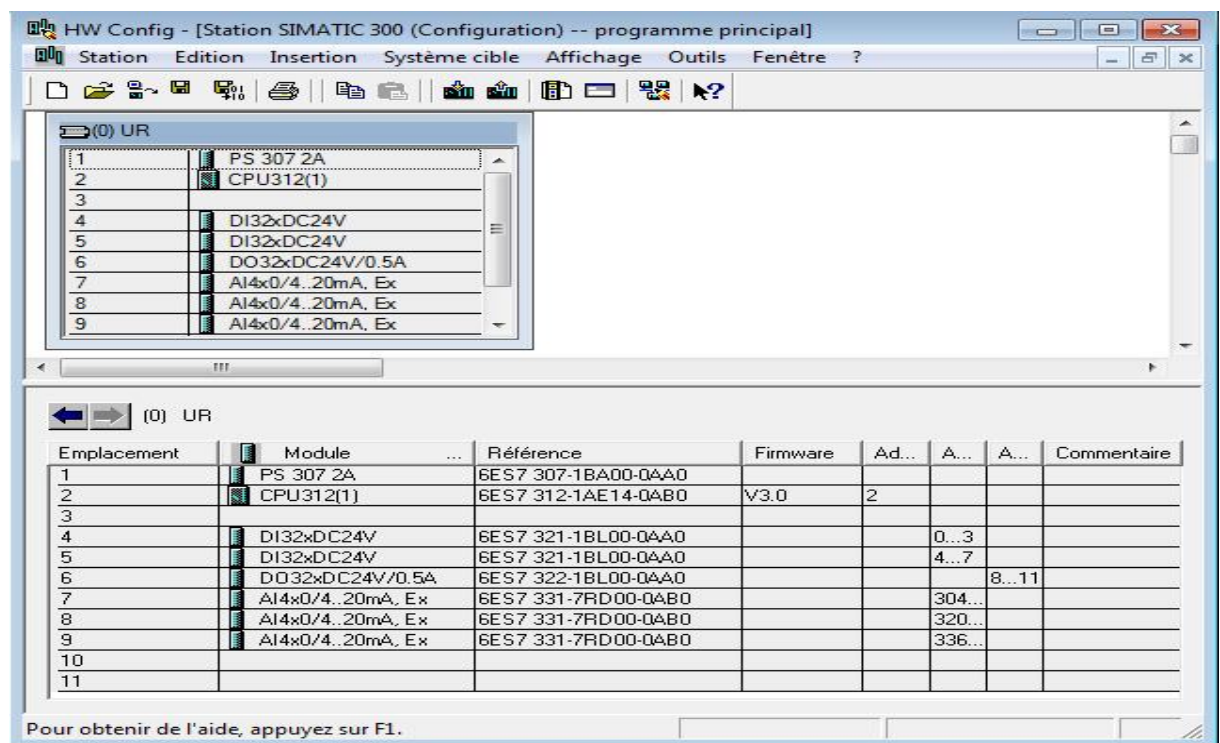 HW Config - [Station SIMATIC 300 (Configuration) -- programme principal]
Station Edition Insertion Système cible Affichage Outils Fenêtre ?
(0) UR
1 PS 307 2A
2 CPU312(1)
3
4 DI32xDC24V
5 DI32xDC24V
6 DO32xDC24V/0.5A
7 AI4x0/4..20mA, Ex
8 AI4x0/4..20mA, Ex
9 AI4x0/4..20mA, Ex
(0) UR
Emplacement Module ... Référence Firmware Ad... A... A... Commentaire
1 PS 307 2A 6ES7 307-1BA00-0AA0
2 CPU312(1) 6ES7 312-1AE14-0AB0 V3.0 2
3
4 DI32xDC24V 6ES7 321-1BL00-0AA0 0...3
5 DI32xDC24V 6ES7 321-1BL00-0AA0 4...7
6 DO32xDC24V/0.5A 6ES7 322-1BL00-0AA0 8...11
7 AI4x0/4..20mA, Ex 6ES7 331-7RD00-0AB0 304...
8 AI4x0/4..20mA, Ex 6ES7 331-7RD00-0AB0 320...
9 AI4x0/4..20mA, Ex 6ES7 331-7RD00-0AB0 336...
10
11
Pour obtenir de l'aide, appuyez sur F1.